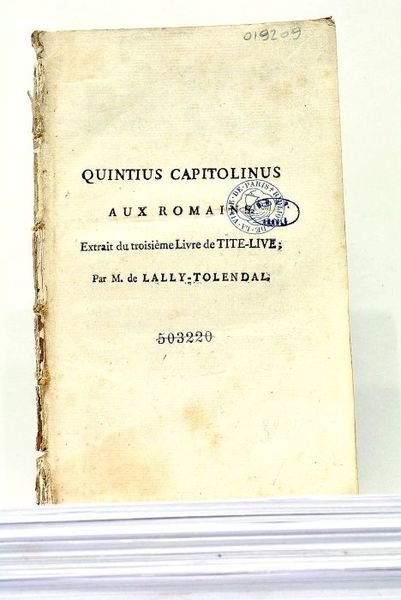 019209
QUINTIUS CAPITOLINUS
AUX ROMAINS.
Extrait du troisième Livre de TITE-LIVE;
Par M. de LALLY-TOLENDAL,
503220